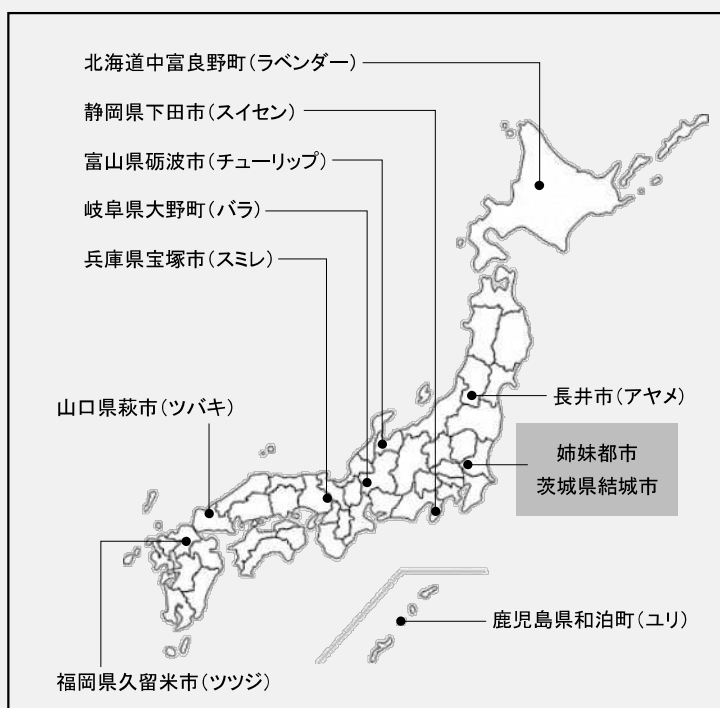 北海道中富良野町（ラベンダー）
静岡県下田市（スイセン）
富山県砺波市（チューリップ）
岐阜県大野町（バラ）
兵庫県宝塚市（スミレ）
山口県萩市（ツバキ）
長井市（アヤメ）
姉妹都市
茨城県結城市
鹿児島県和泊町（ユリ）
福岡県久留米市（ツツジ）